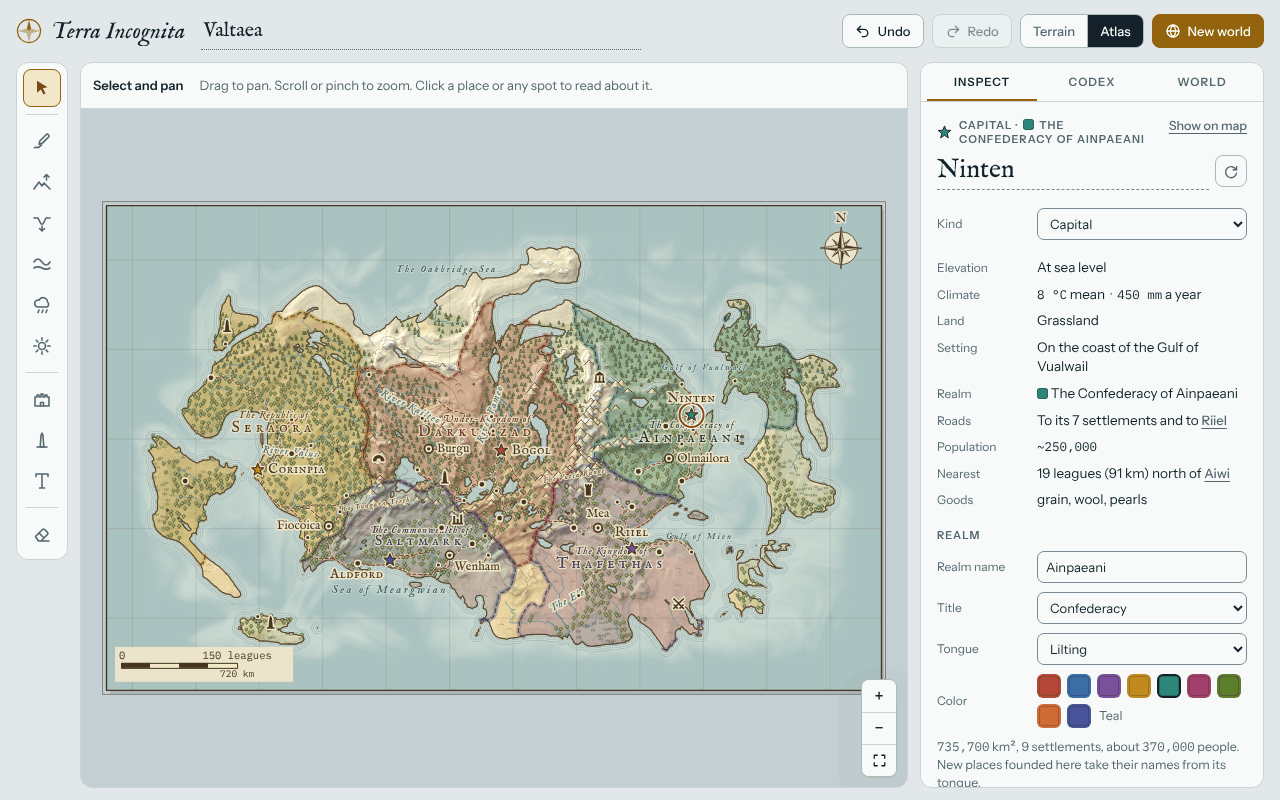 Terra Incognita
Valtaea
Undo
Redo
Terrain
Atlas
New world
Select and pan
Drag to pan. Scroll or pinch to zoom. Click a place or any spot to read about it.
N
The Oakbridge Sea
Gulf of Vualwail
Ninten
The Confederacy of
Ainpaeani
Olmailora
The Republic of
Seraora
Corinpia
Fiocoica
Burgu
Bogol
The Commonwealth of
Saltmark
Aldford
Wenham
Sea of Meargwian
Mea
Riiel
Gulf of Mien
The Kingdom of
Thafethas
0 150 leagues
720 km
+
−
INSPECT
CODEX
WORLD
CAPITAL · THE
CONFEDERACY OF AINPAEANI
Show on map
Ninten
Kind
Capital
Elevation
At sea level
Climate
8 °C mean · 450 mm a year
Land
Grassland
Setting
On the coast of the Gulf of
Vualwail
Realm
The Confederacy of Ainpaeani
Roads
To its 7 settlements and to Riiel
Population
~250,000
Nearest
19 leagues (91 km) north of Aiwi
Goods
grain, wool, pearls
REALM
Realm name
Ainpaeani
Title
Confederacy
Tongue
Lilting
Color
Teal
735,700 km², 9 settlements, about 370,000 people.
New places founded here take their names from its
tongue.